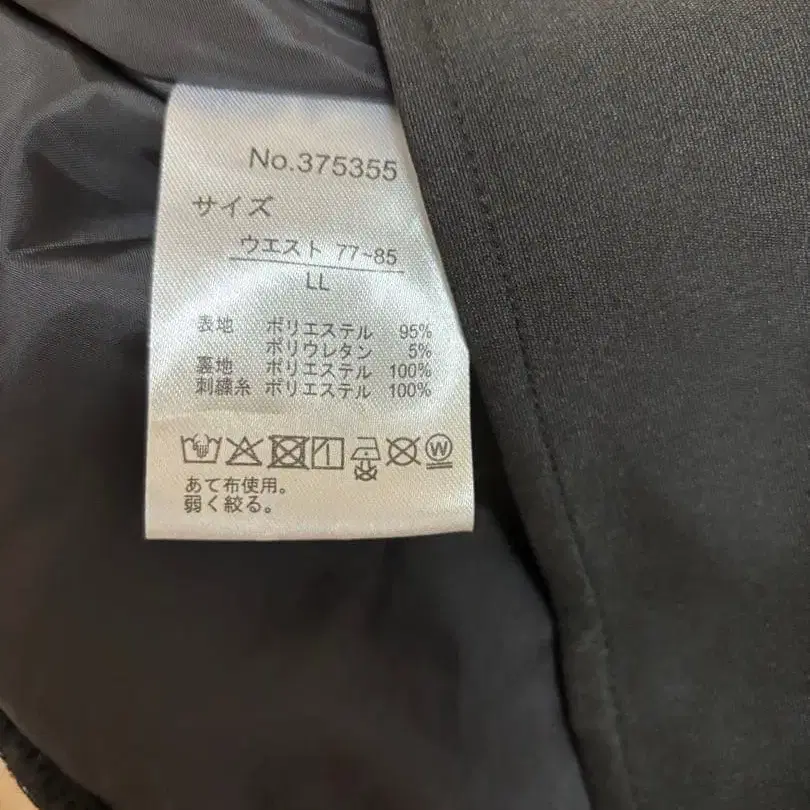 No.375355
サイズ
ウエスト 77~85
LL
表地 ポリエステル 95%
ポリウレタン 5%
裏地 ポリエステル 100%
刺繍糸 ポリエステル 100%
W
あて布使用。
弱く絞る。